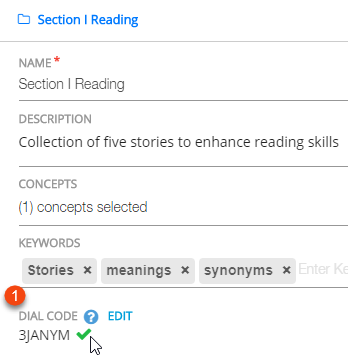 Section I Reading
NAME *
Section I Reading
DESCRIPTION
Collection of five stories to enhance reading skills
CONCEPTS
(1) concepts selected
KEYWORDS
Stories × meanings × synonyms × Enter Ke
1
DIAL CODE ? EDIT
3JANYM